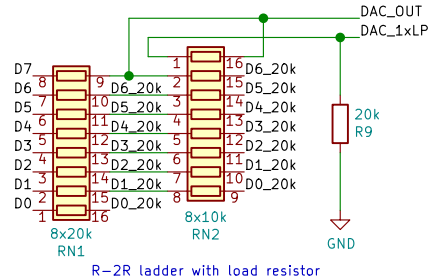 DAC_OUT
DAC_1xLP
1 16
D7 D6_20k
8 9 2 15
D6 D6_20k D5_20k
7 10 3 14
D5 D5_20k D4_20k
6 11 4 13
D4 D4_20k D3_20k
5 12 5 12
D3 D3_20k D2_20k
4 13 6 11
D2 D2_20k D1_20k
3 14 7 10
D1 D1_20k D0_20k
2 15 8 9
D0 D0_20k
1 16
20k
R9
8x20k
RN1
8x10k
RN2
GND
R-2R ladder with load resistor